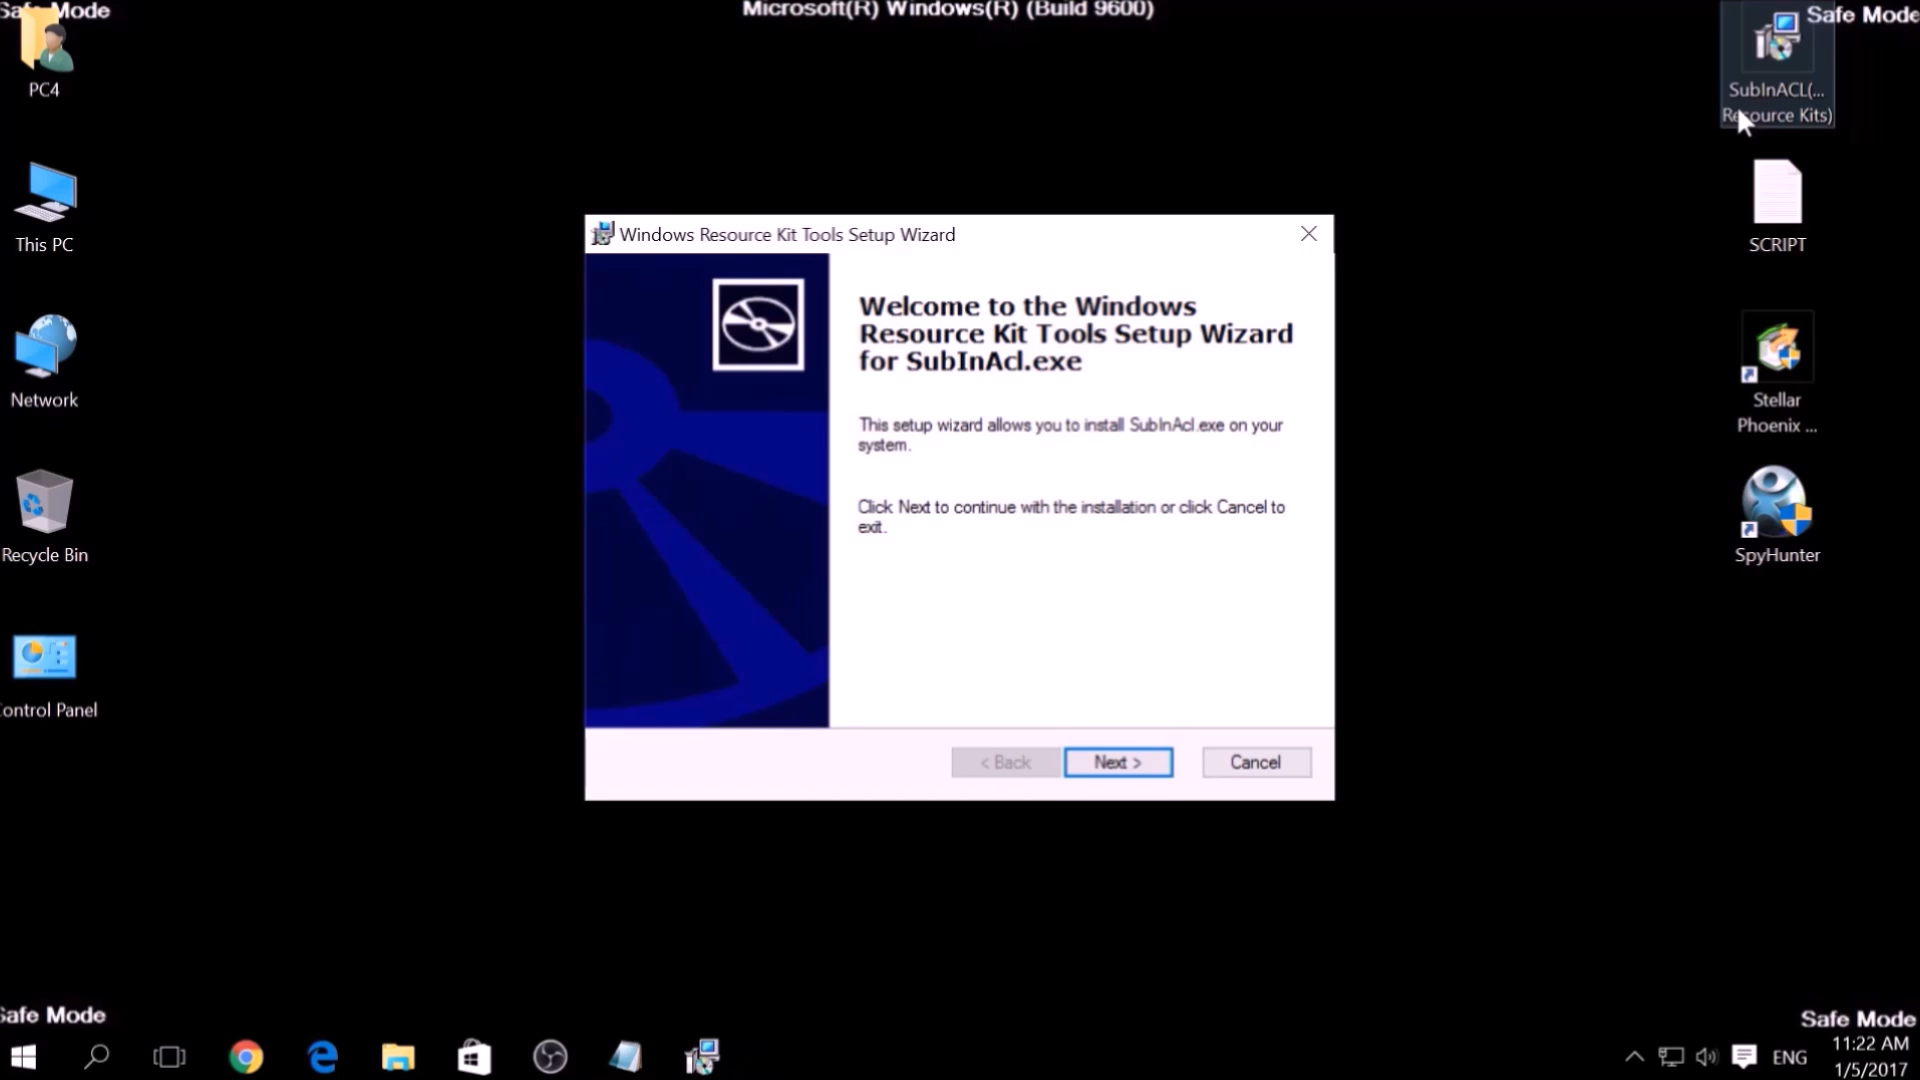 Safe Mode
Microsoft(R) Windows(R) (Build 9600)
Safe Mode
PC4
This PC
Network
Recycle Bin
ontrol Panel
SubInACL(...
Resource Kits)
SCRIPT
Stellar
Phoenix ...
SpyHunter
Windows Resource Kit Tools Setup Wizard
Welcome to the Windows
Resource Kit Tools Setup Wizard
for SubInAcl.exe
This setup wizard allows you to install SubInAcl.exe on your
system.
Click Next to continue with the installation or click Cancel to
exit.
< Back
Next >
Cancel
Safe Mode
Safe Mode
ENG
11:22 AM
1/5/2017